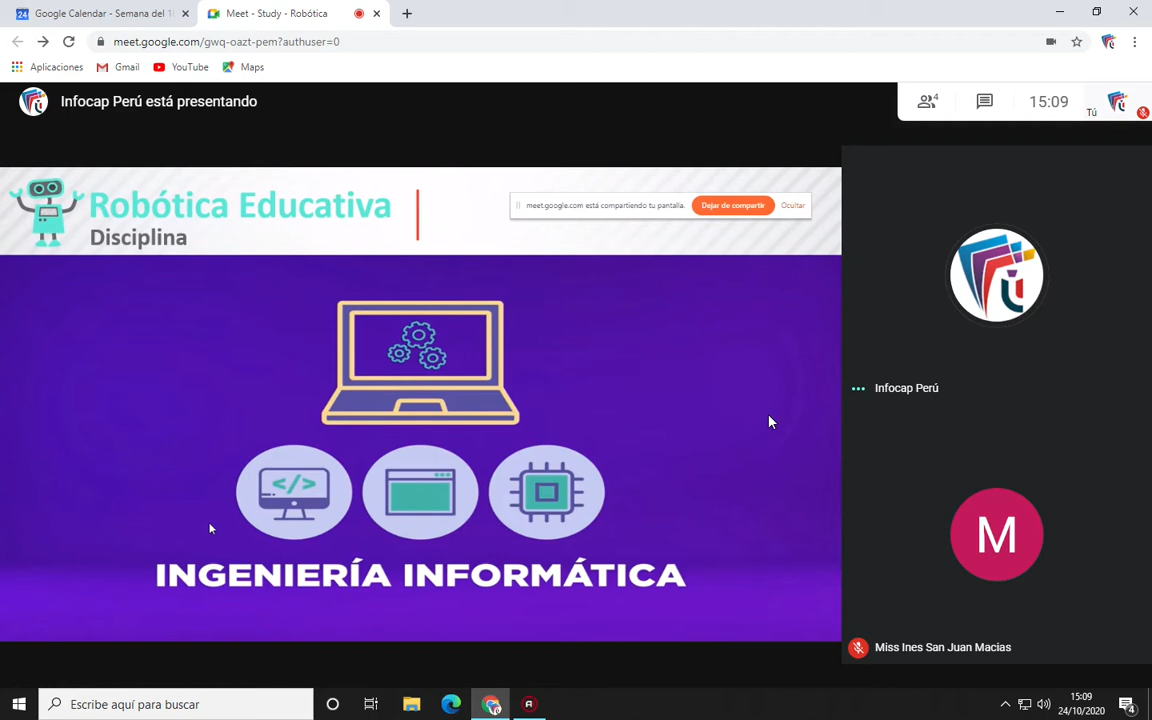 Google Calendar - Semana del 1
Meet - Study - Robótica
meet.google.com/gwq-oazt-pem?authuser=0
Aplicaciones
Gmail
YouTube
Maps
Infocap Perú está presentando
4
15:09
Tú
Robótica Educativa
Disciplina
meet.google.com está compartiendo tu pantalla.
Dejar de compartir
Ocultar
</>
INGENIERÍA INFORMÁTICA
Infocap Perú
M
Miss Ines San Juan Macias
Escribe aquí para buscar
15:09
24/10/2020
4